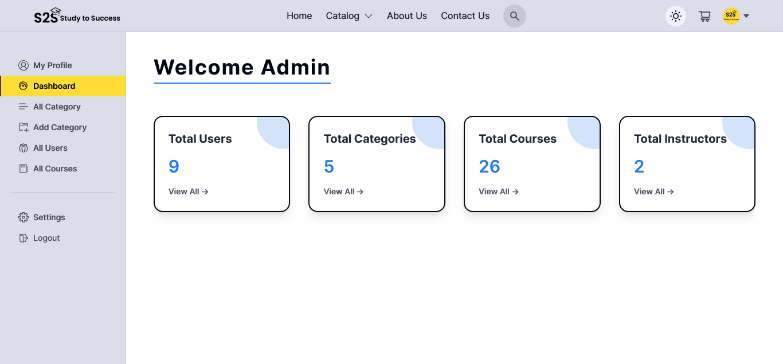 S2S Study to Success
Home Catalog About Us Contact Us
S2S
My Profile
Dashboard
All Category
Add Category
All Users
All Courses
Settings
Logout
Welcome Admin
Total Users
9
View All →
Total Categories
5
View All →
Total Courses
26
View All →
Total Instructors
2
View All →